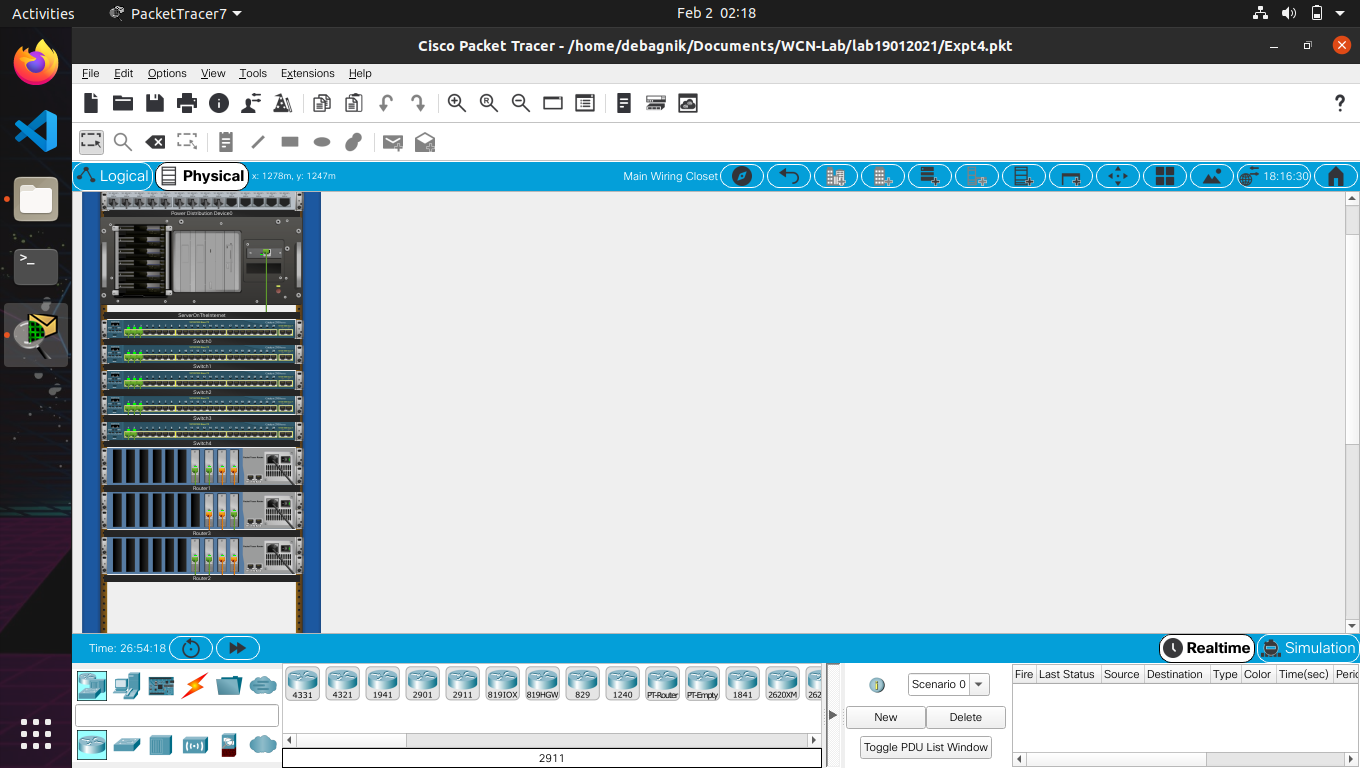 Activities
PacketTracer7
Feb 2 02:18
Cisco Packet Tracer - /home/debagnik/Documents/WCN-Lab/lab19012021/Expt4.pkt
File Edit Options View Tools Extensions Help
Logical
Physical
x: 1278m, y: 1247m
Main Wiring Closet
18:16:30
Power Distribution Device0
ServerOnTheInternet
Switch0
Switch1
Switch2
Switch3
Switch4
Router1
Router3
Router2
Time: 26:54:18
Realtime
Simulation
4331 4321 1941 2901 2911 819IOX 819HGW 829 1240 PT-Router PT-Empty 1841 2620XM 262
2911
Scenario 0
New
Delete
Toggle PDU List Window
Fire Last Status Source Destination Type Color Time(sec) Perio